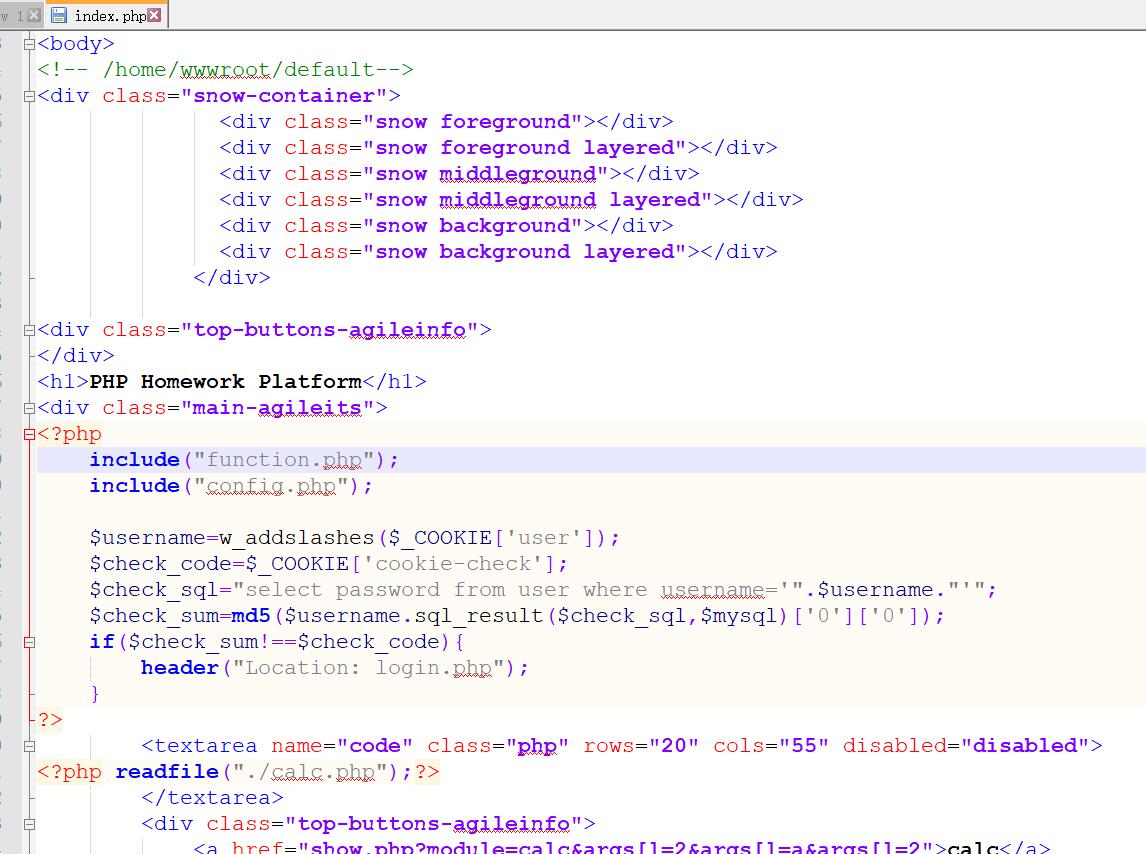 w 1 index.php
<body>
<!-- /home/wwwroot/default-->
<div class="snow-container">
<div class="snow foreground"></div>
<div class="snow foreground layered"></div>
<div class="snow middleground"></div>
<div class="snow middleground layered"></div>
<div class="snow background"></div>
<div class="snow background layered"></div>
</div>
<div class="top-buttons-agileinfo">
</div>
<h1>PHP Homework Platform</h1>
<div class="main-agileits">
<?php
include("function.php");
include("config.php");
$username=w_addslashes($_COOKIE['user']);
$check_code=$_COOKIE['cookie-check'];
$check_sql="select password from user where username='".$username."'";
$check_sum=md5($username.sql_result($check_sql,$mysql)['0']['0']);
if($check_sum!==$check_code){
header("Location: login.php");
}
?>
<textarea name="code" class="php" rows="20" cols="55" disabled="disabled">
<?php readfile("./calc.php");?>
</textarea>
<div class="top-buttons-agileinfo">
<a href="show.php?module=calc&args[]=2&args[]=a&args[]=2">calc</a>